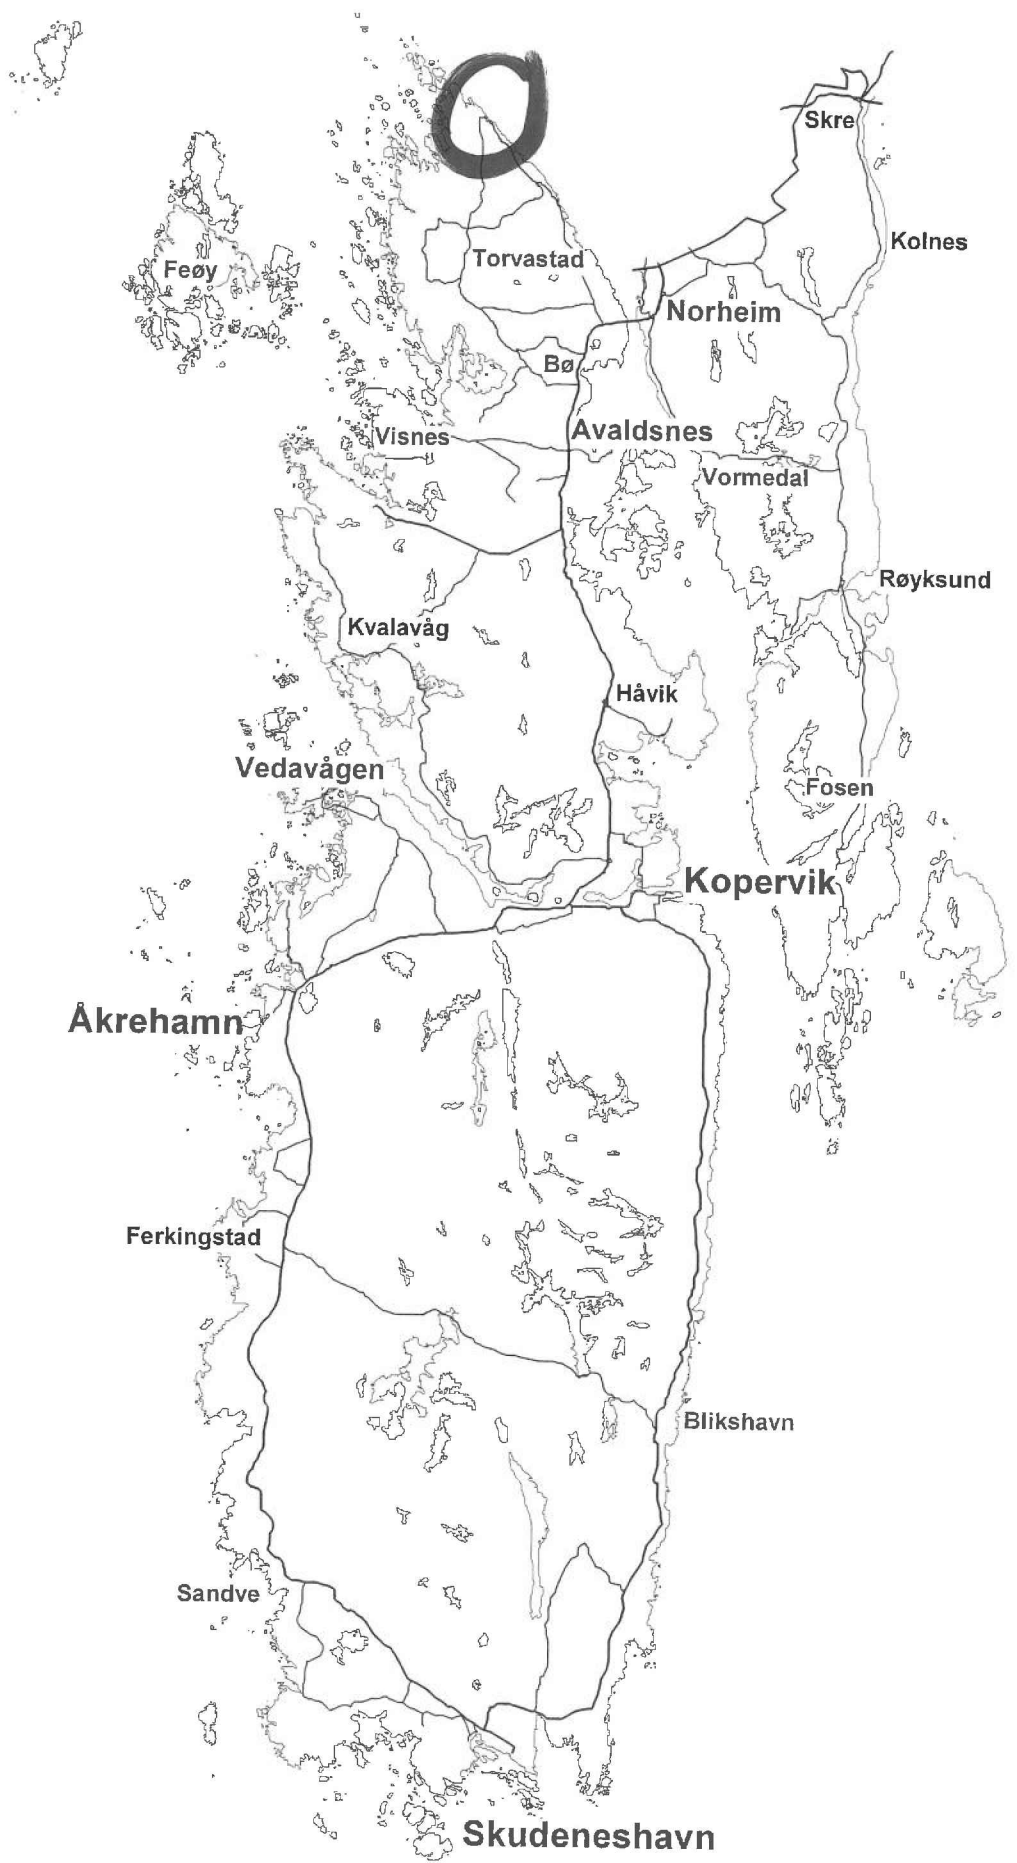 Skre
Kolnes
Torvastad
Feøy
Norheim
Bø
Avaldsnes
Visnes
Vormedal
Røyksund
Kvalavåg
Håvik
Vedavågen
Fosen
Kopervik
Åkrehamn
Ferkingstad
Blikshavn
Sandve
Skudeneshavn